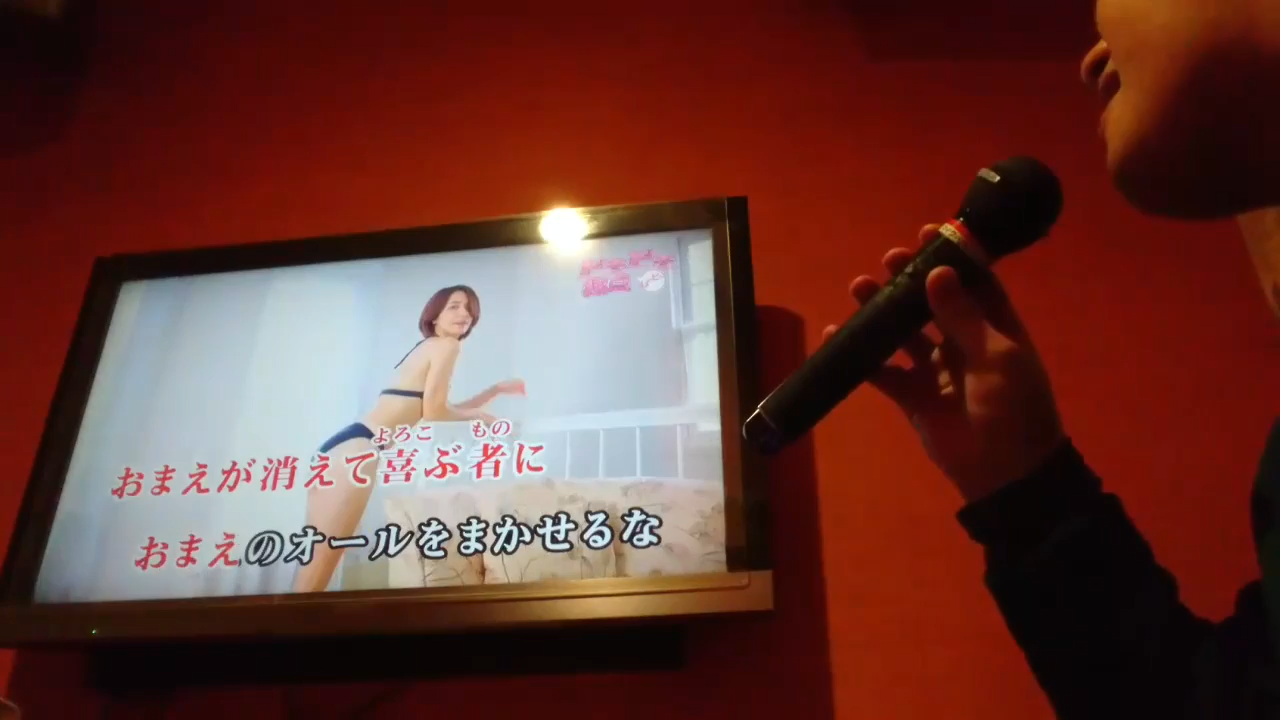 よろこ もの
おまえが消えて喜ぶ者に
おまえのオールをまかせるな